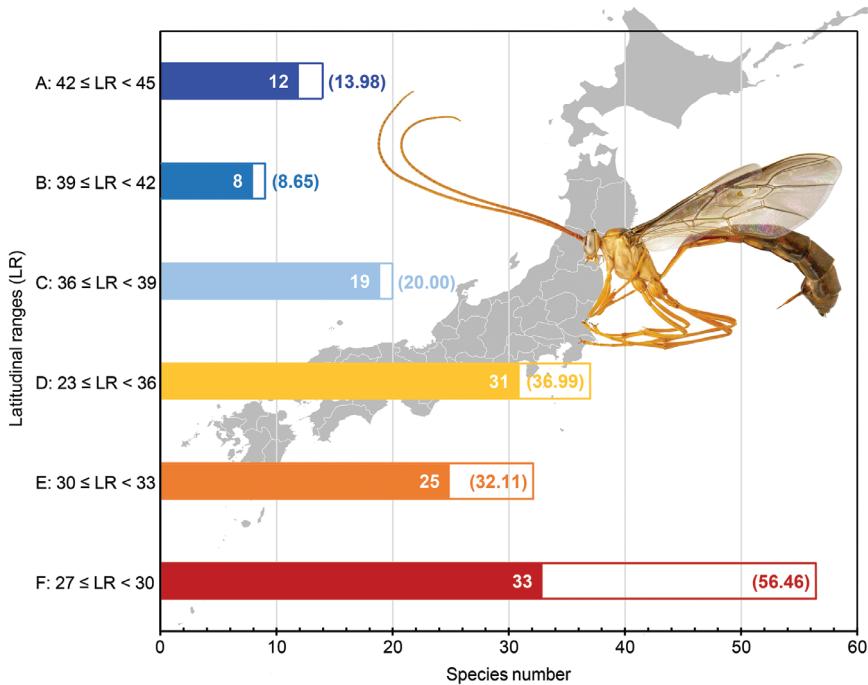 A: 42 ≤ LR < 45
12
(13.98)
B: 39 ≤ LR < 42
8
(8.65)
C: 36 ≤ LR < 39
19
(20.00)
D: 23 ≤ LR < 36
31
(36.99)
E: 30 ≤ LR < 33
25
(32.11)
F: 27 ≤ LR < 30
33
(56.46)
Latitudinal ranges (LR)
0 10 20 30 40 50 60
Species number